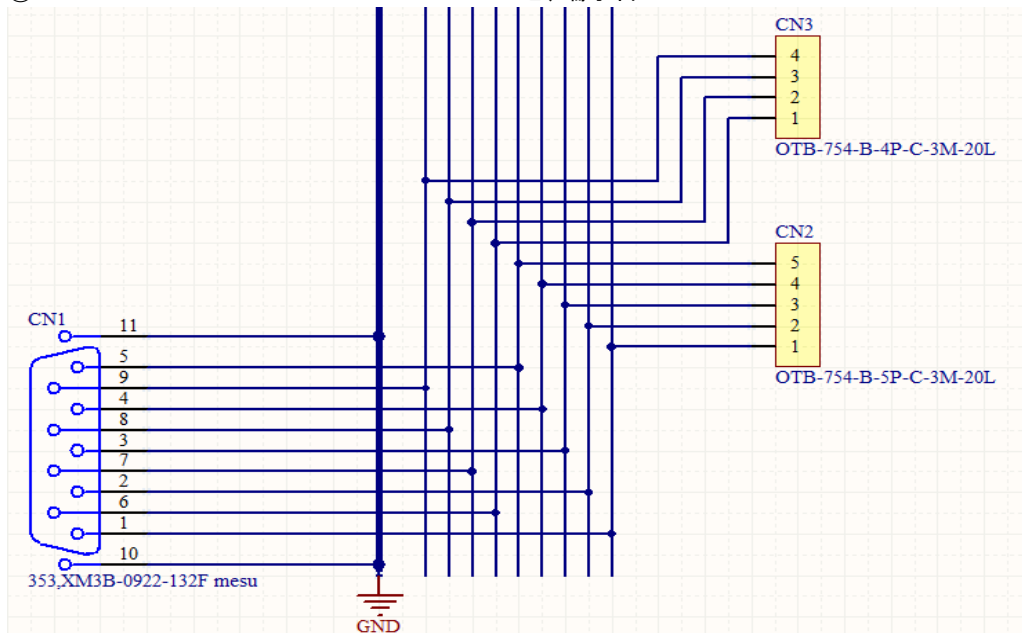 CN3
4
3
2
1
OTB-754-B-4P-C-3M-20L
CN2
5
4
3
2
1
OTB-754-B-5P-C-3M-20L
CN1
11
5
9
4
8
3
7
2
6
1
10
353,XM3B-0922-132F mesu
GND